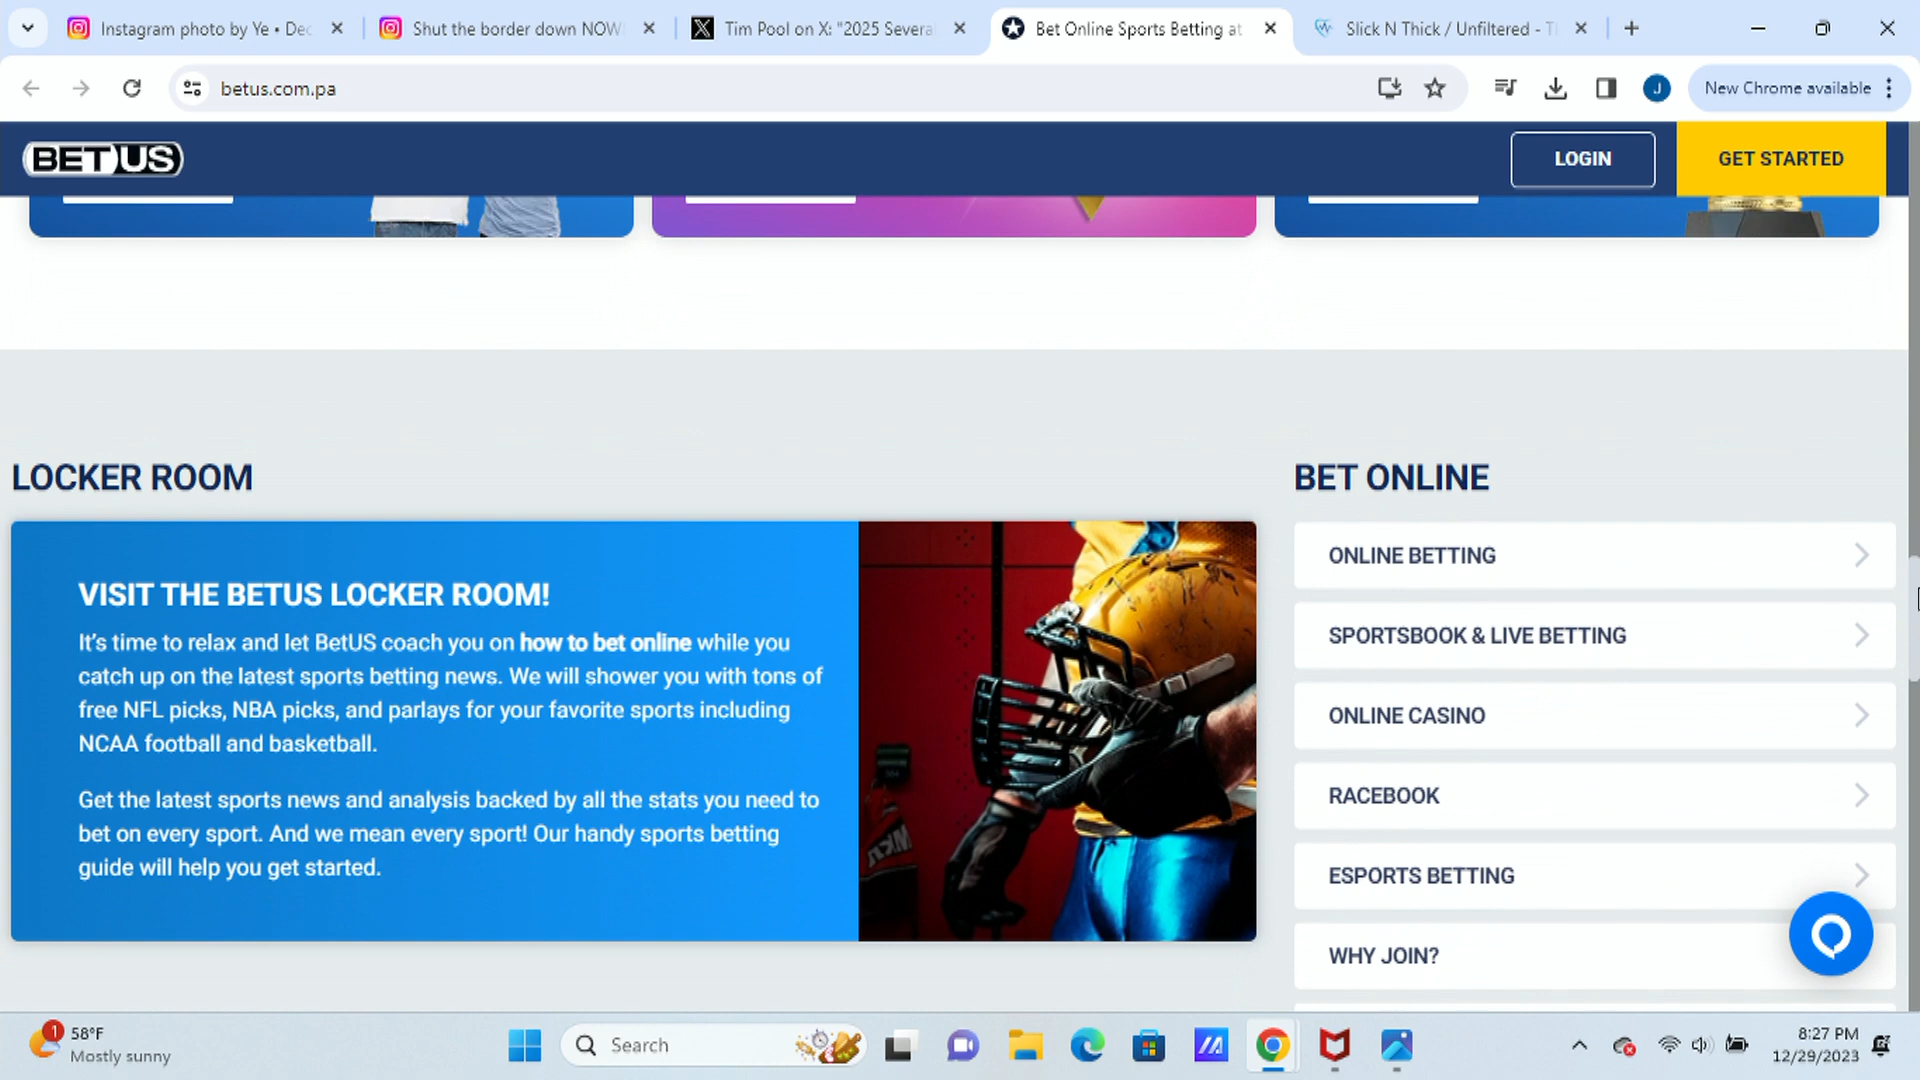 Instagram photo by Ye • Dec
Shut the border down NOW
Tim Pool on X: "2025 Severa
Bet Online Sports Betting at
Slick N Thick / Unfiltered - T
betus.com.pa
New Chrome available
BETUS
LOGIN
GET STARTED
LOCKER ROOM
BET ONLINE
VISIT THE BETUS LOCKER ROOM!
It's time to relax and let BetUS coach you on how to bet online while you
catch up on the latest sports betting news. We will shower you with tons of
free NFL picks, NBA picks, and parlays for your favorite sports including
NCAA football and basketball.
Get the latest sports news and analysis backed by all the stats you need to
bet on every sport. And we mean every sport! Our handy sports betting
guide will help you get started.
ONLINE BETTING
SPORTSBOOK & LIVE BETTING
ONLINE CASINO
RACEBOOK
ESPORTS BETTING
WHY JOIN?
1
58°F
Mostly sunny
Search
8:27 PM
12/29/2023
J